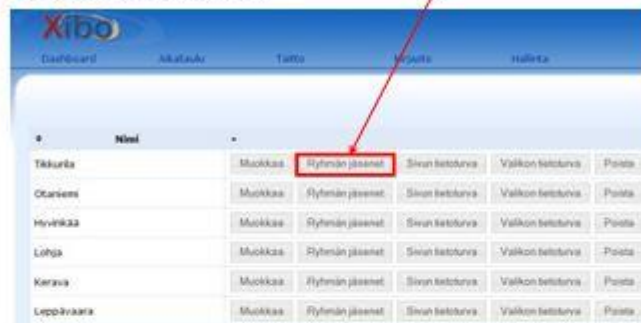 Xibo
Dashboard Aikataulu Taitto Kirjasto Hallinta
Nimi
Tikkurila Muokkaa Ryhmän jäsenet Sivun tietoturva Valikon tietoturva Poista
Otaniemi Muokkaa Ryhmän jäsenet Sivun tietoturva Valikon tietoturva Poista
Hyvinkää Muokkaa Ryhmän jäsenet Sivun tietoturva Valikon tietoturva Poista
Lohja Muokkaa Ryhmän jäsenet Sivun tietoturva Valikon tietoturva Poista
Kerava Muokkaa Ryhmän jäsenet Sivun tietoturva Valikon tietoturva Poista
Leppävaara Muokkaa Ryhmän jäsenet Sivun tietoturva Valikon tietoturva Poista